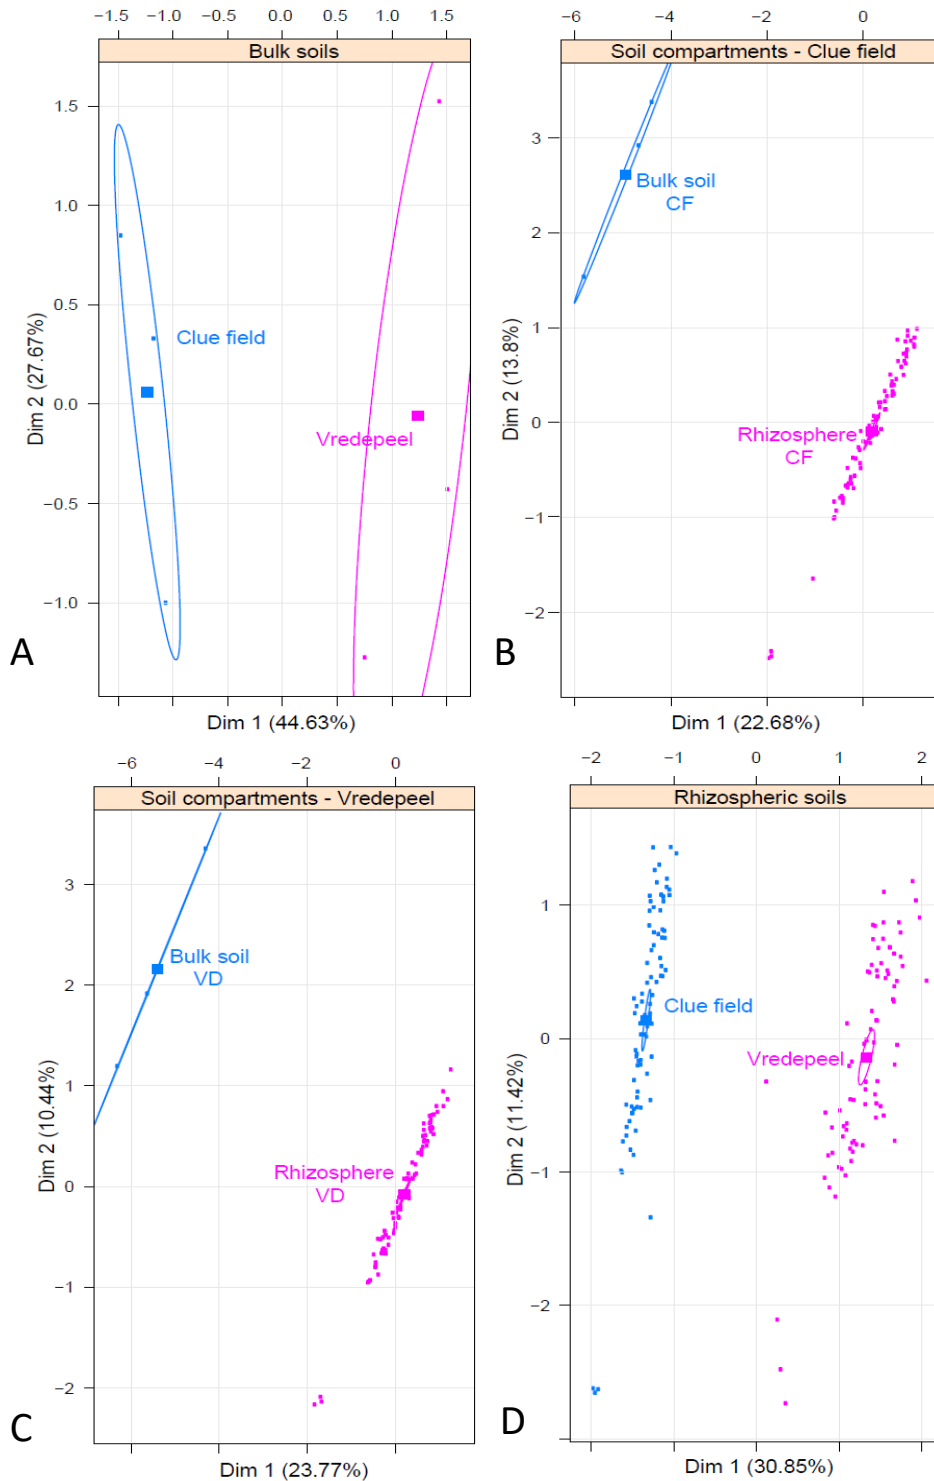 −1.5 −1.0 −0.5 0.0 0.5 1.0 1.5
Bulk soils
1.5
1.0
0.5
0.0
−0.5
−1.0
Dim 2 (27.67%)
Clue field
Vredepeel
A
Dim 1 (44.63%)
−6 −4 −2 0
Soil compartments - Clue field
3
2
1
0
−1
−2
Dim 2 (13.8%)
Bulk soil
CF
Rhizosphere
CF
B
Dim 1 (22.68%)
−6 −4 −2 0
Soil compartments - Vredepeel
3
2
1
0
−1
−2
Dim 2 (10.44%)
Bulk soil
VD
Rhizosphere
VD
C
Dim 1 (23.77%)
−2 −1 0 1 2
Rhizospheric soils
1
0
−1
−2
Dim 2 (11.42%)
Clue field
Vredepeel
D
Dim 1 (30.85%)